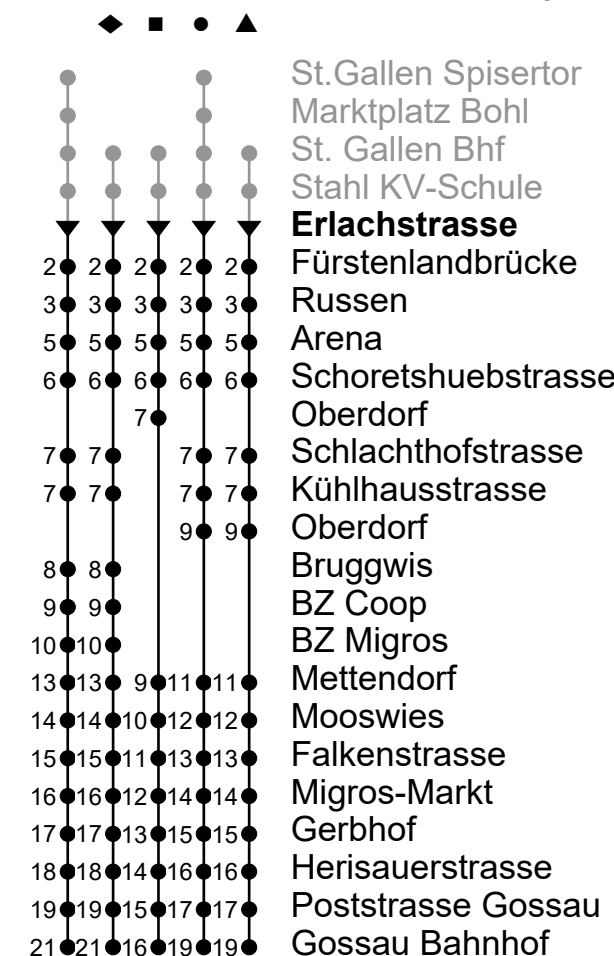 St.Gallen Spisertor
Marktplatz Bohl
St. Gallen Bhf
Stahl KV-Schule
Erlachstrasse
2 2 2 2 2 Fürstenlandbrücke
3 3 3 3 3 Russen
5 5 5 5 5 Arena
6 6 6 6 6 Schoretshuebstrasse
7 Oberdorf
7 7 7 7 Schlachthofstrasse
7 7 7 7 Kühlhausstrasse
9 9 Oberdorf
8 8 Bruggwis
9 9 BZ Coop
10 10 BZ Migros
13 13 9 11 11 Mettendorf
14 14 10 12 12 Mooswies
15 15 11 13 13 Falkenstrasse
16 16 12 14 14 Migros-Markt
17 17 13 15 15 Gerbhof
18 18 14 16 16 Herisauerstrasse
19 19 15 17 17 Poststrasse Gossau
21 21 16 19 19 Gossau Bahnhof